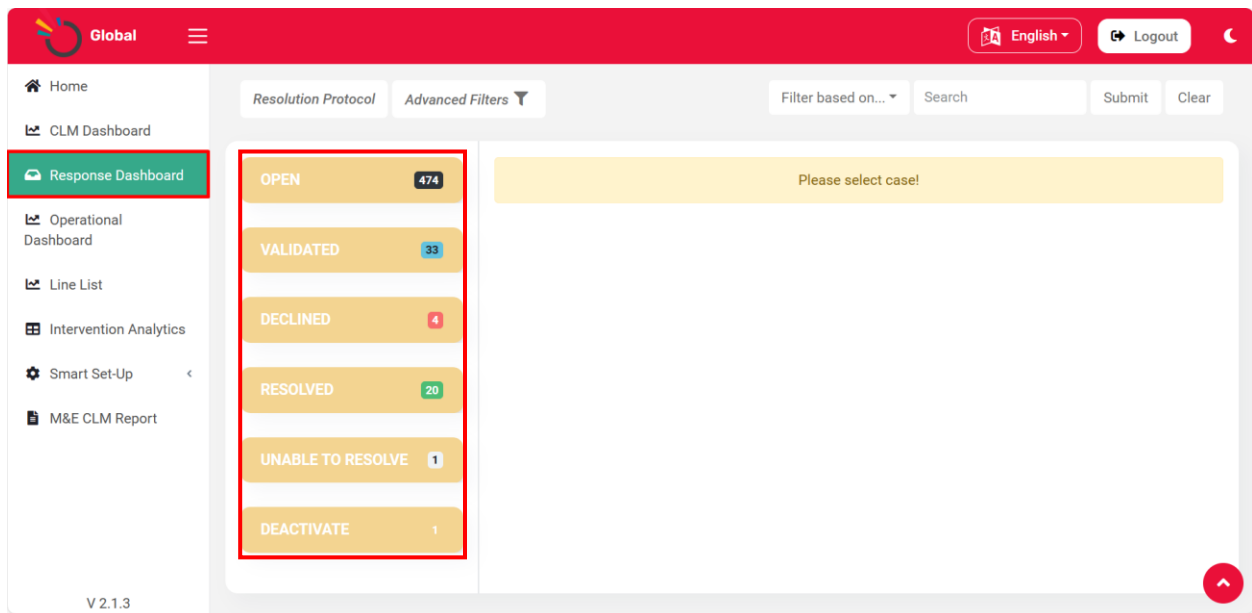 Global
English
Logout
Home
CLM Dashboard
Response Dashboard
Operational
Dashboard
Line List
Intervention Analytics
Smart Set-Up
M&E CLM Report
V 2.1.3
Resolution Protocol
Advanced Filters
Filter based on...
Search
Submit
Clear
OPEN 474
VALIDATED 33
DECLINED 4
RESOLVED 20
UNABLE TO RESOLVE 1
DEACTIVATE 1
Please select case!